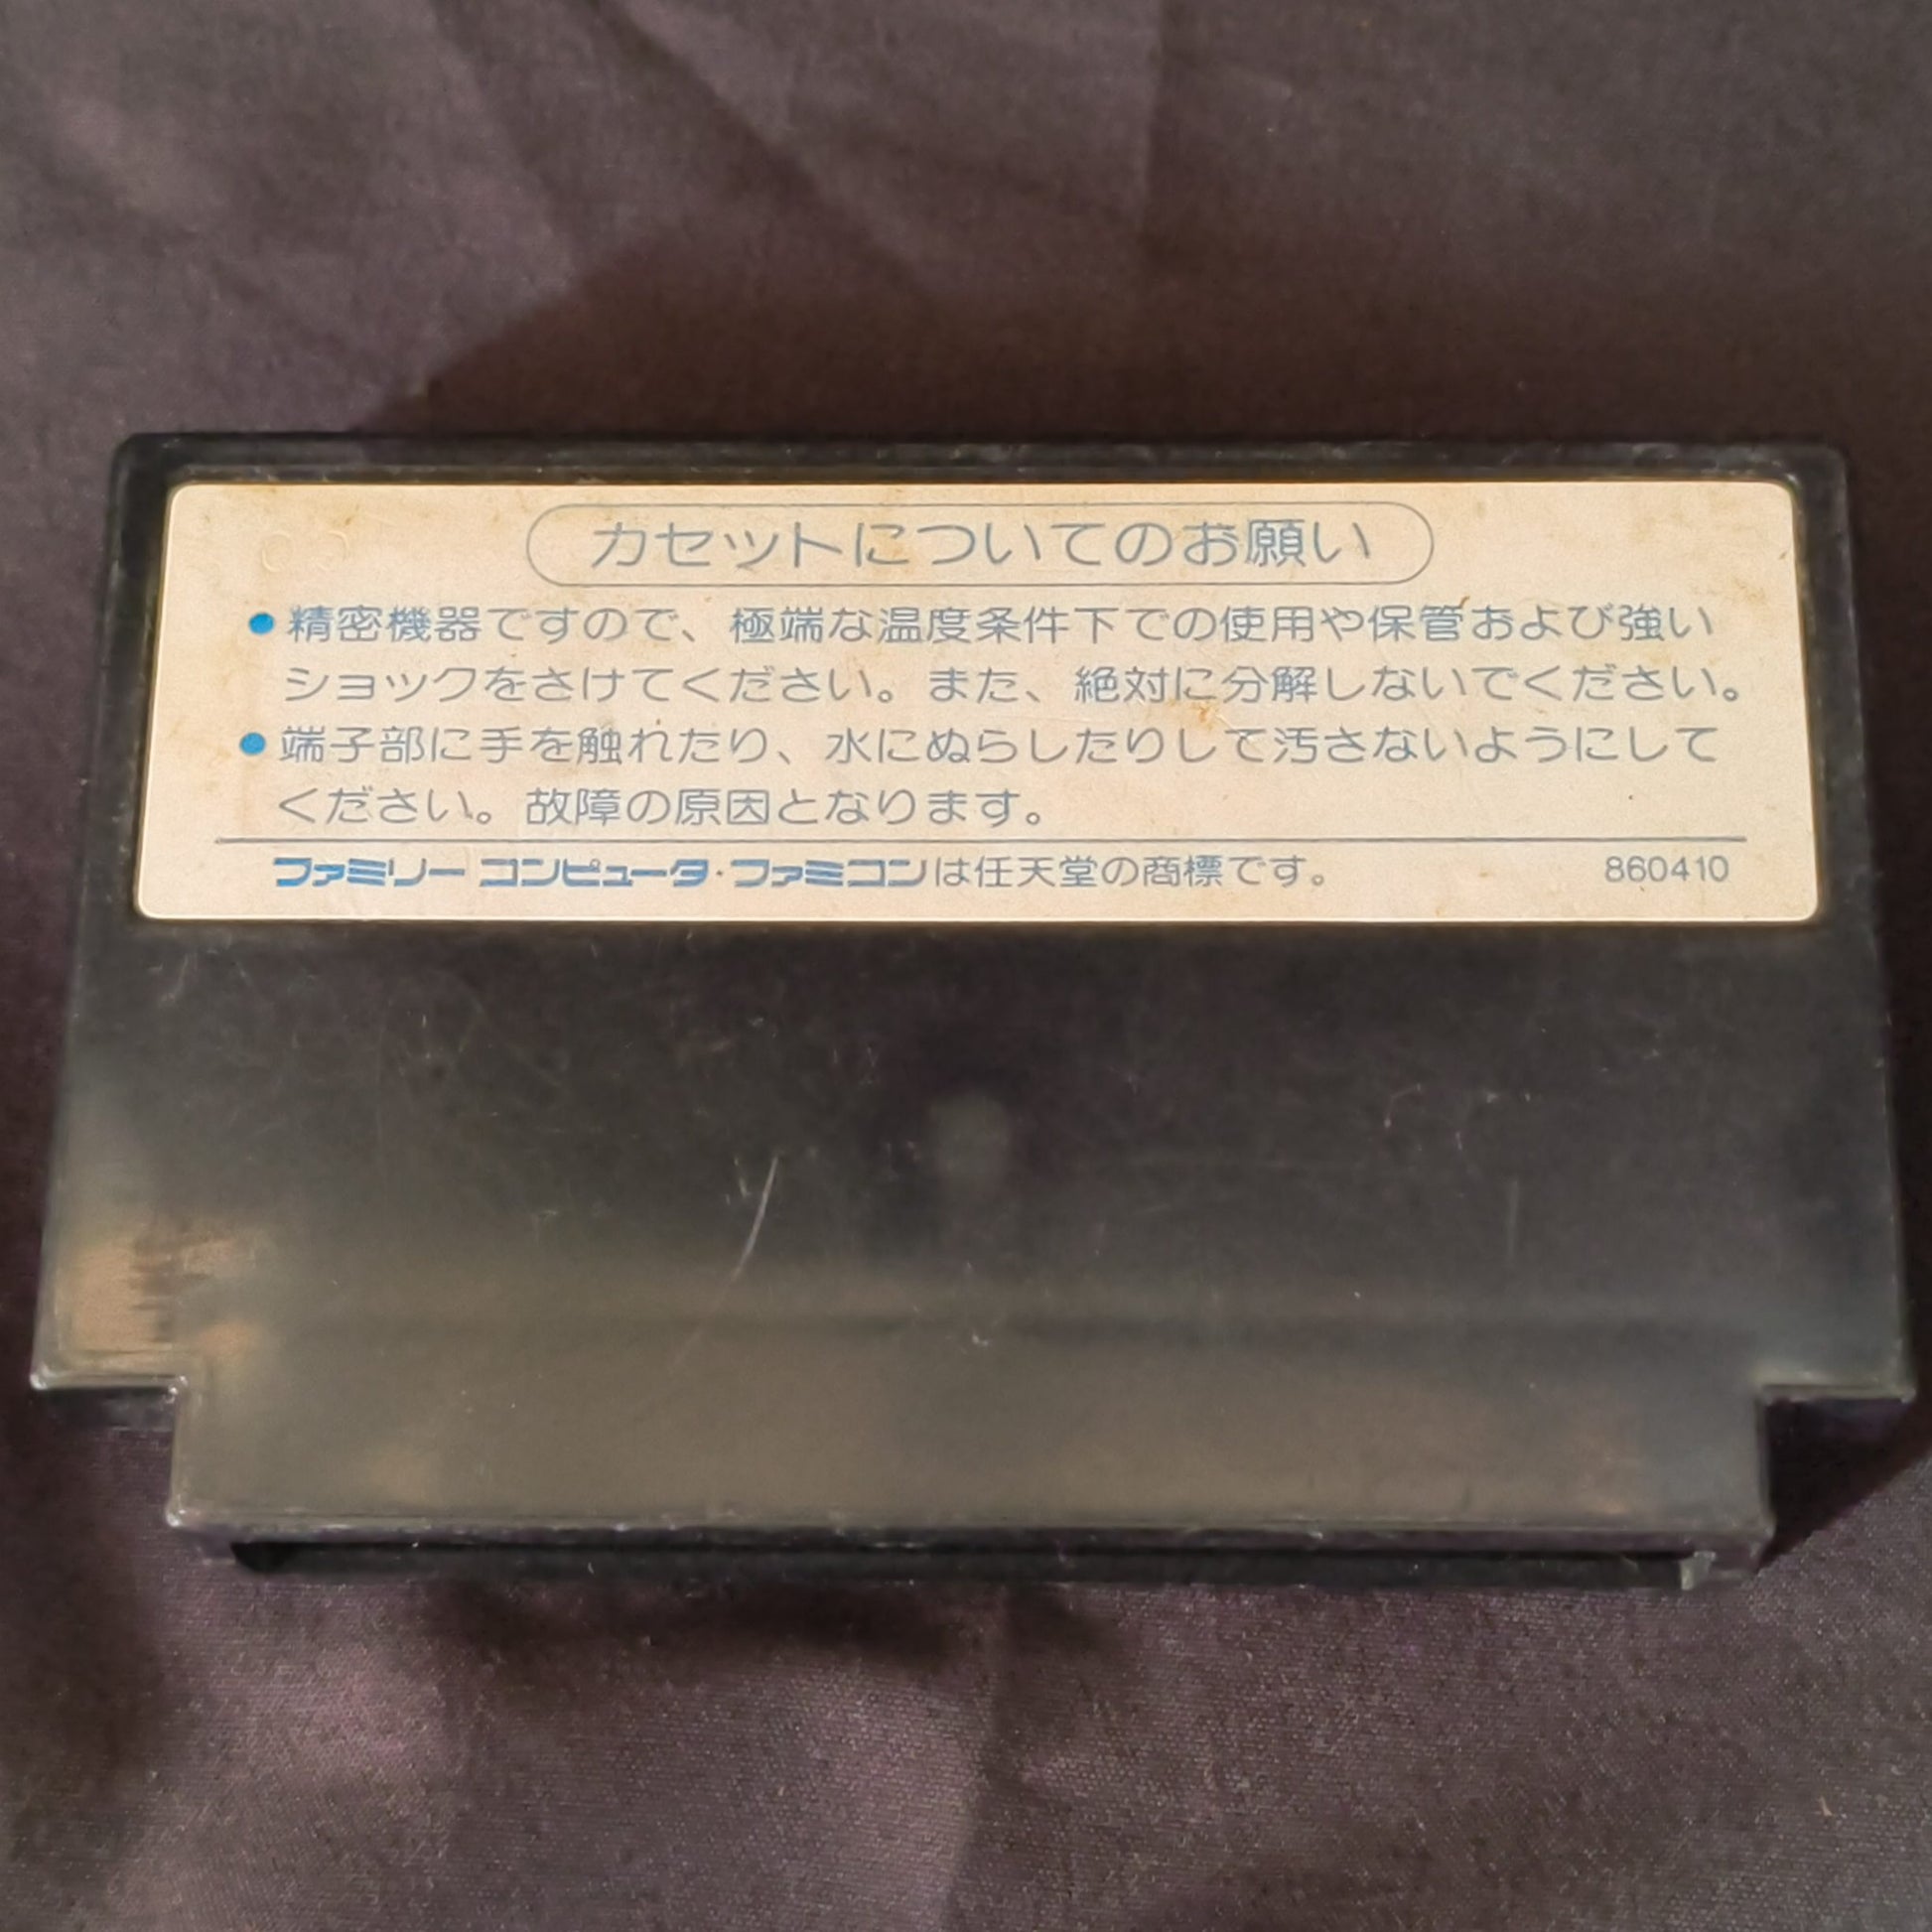 カセットについてのお願い
●精密機器ですので、極端な温度条件下での使用や保管および強い
ショックをさけてください。また、絶対に分解しないでください。
●端子部に手を触れたり、水にぬらしたりして汚さないようにして
ください。故障の原因となります。
ファミリーコンピュータ・ファミコンは任天堂の商標です。 860410